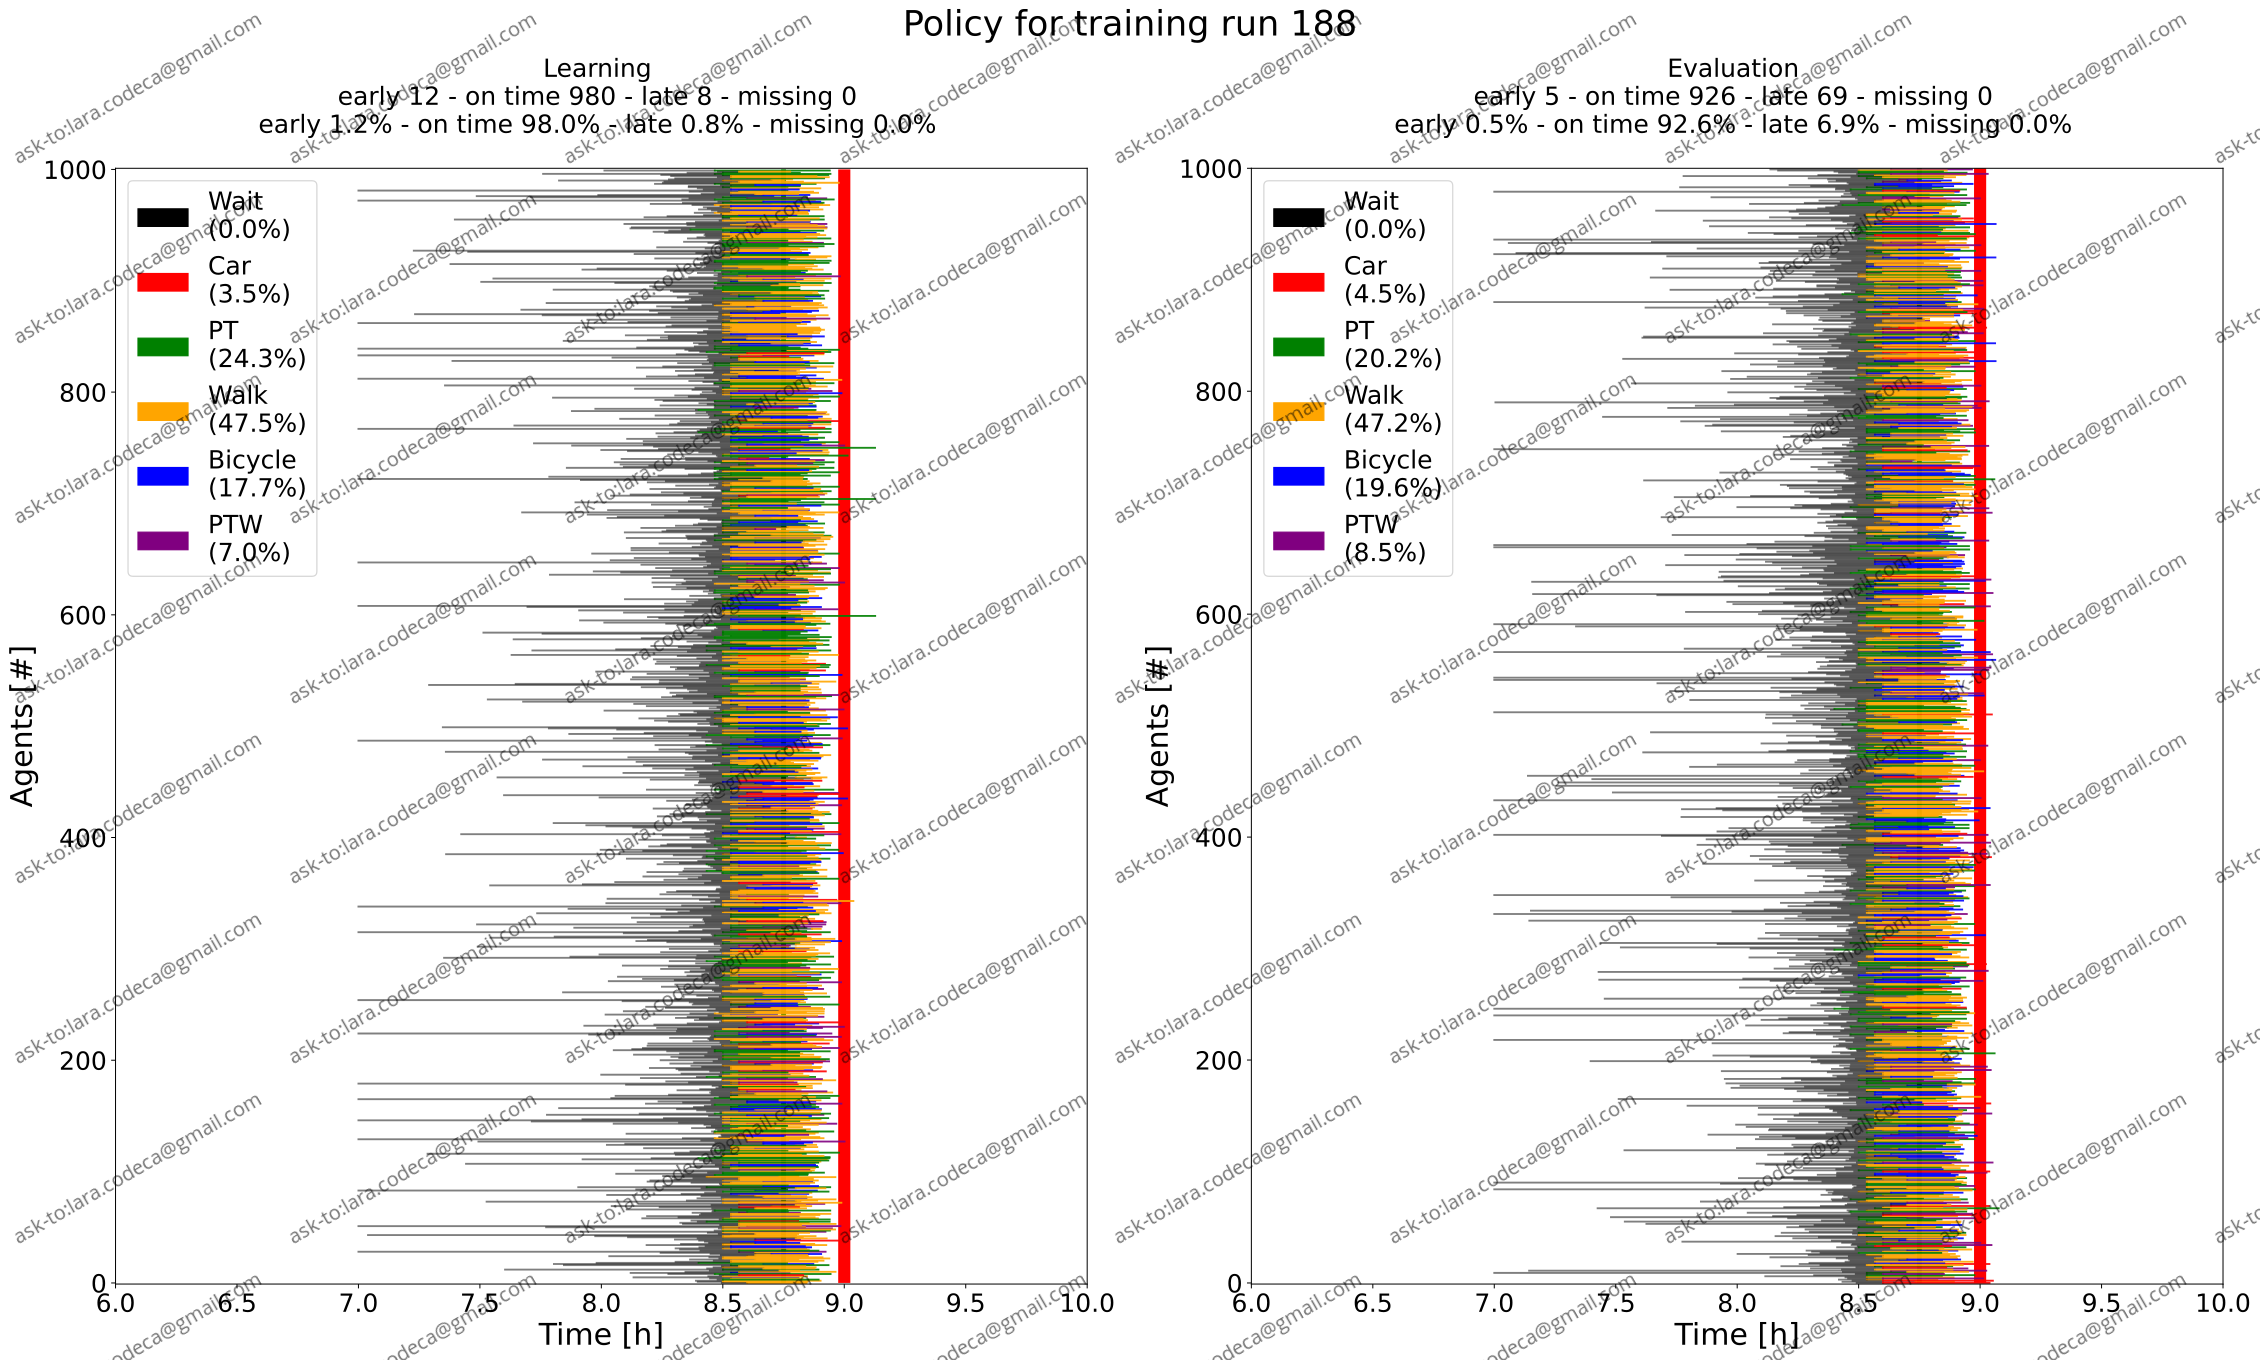 Policy for training run 188
Learning
early 12 - on time 980 - late 8 - missing 0
early 1.2% - on time 98.0% - late 0.8% - missing 0.0%
1000
800
600
400
200
0
Agents [#]
Wait
(0.0%)
Car
(3.5%)
PT
(24.3%)
Walk
(47.5%)
Bicycle
(17.7%)
PTW
(7.0%)
6.0 6.5 7.0 7.5 8.0 8.5 9.0 9.5 10.0
Time [h]
Evaluation
early 5 - on time 926 - late 69 - missing 0
early 0.5% - on time 92.6% - late 6.9% - missing 0.0%
1000
800
600
400
200
0
Agents [#]
Wait
(0.0%)
Car
(4.5%)
PT
(20.2%)
Walk
(47.2%)
Bicycle
(19.6%)
PTW
(8.5%)
6.0 6.5 7.0 7.5 8.0 8.5 9.0 9.5 10.0
Time [h]
ask-to:lara.codeca@gmail.com